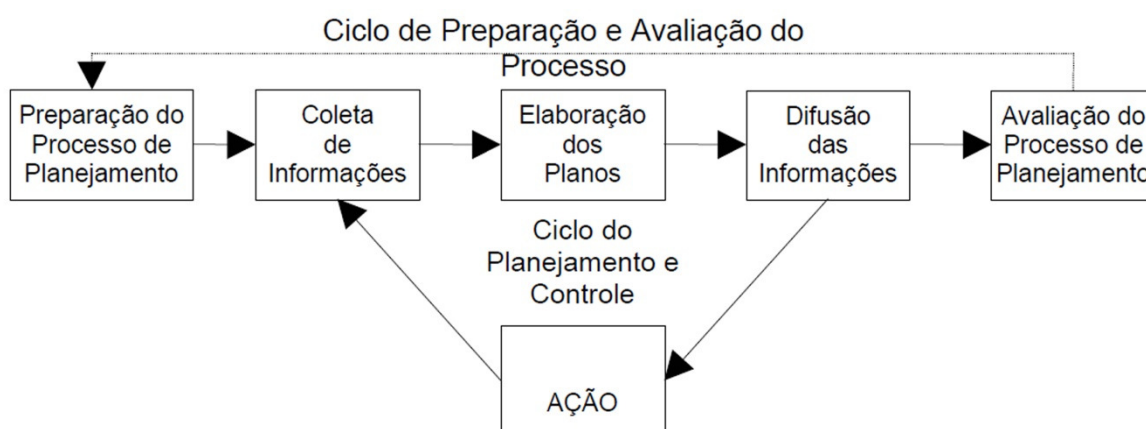 Ciclo de Preparação e Avaliação do
Processo
Preparação do
Processo de
Planejamento
Coleta
de
Informações
Elaboração
dos
Planos
Difusão
das
Informações
Avaliação do
Processo de
Planejamento
Ciclo do
Planejamento e
Controle
AÇÃO